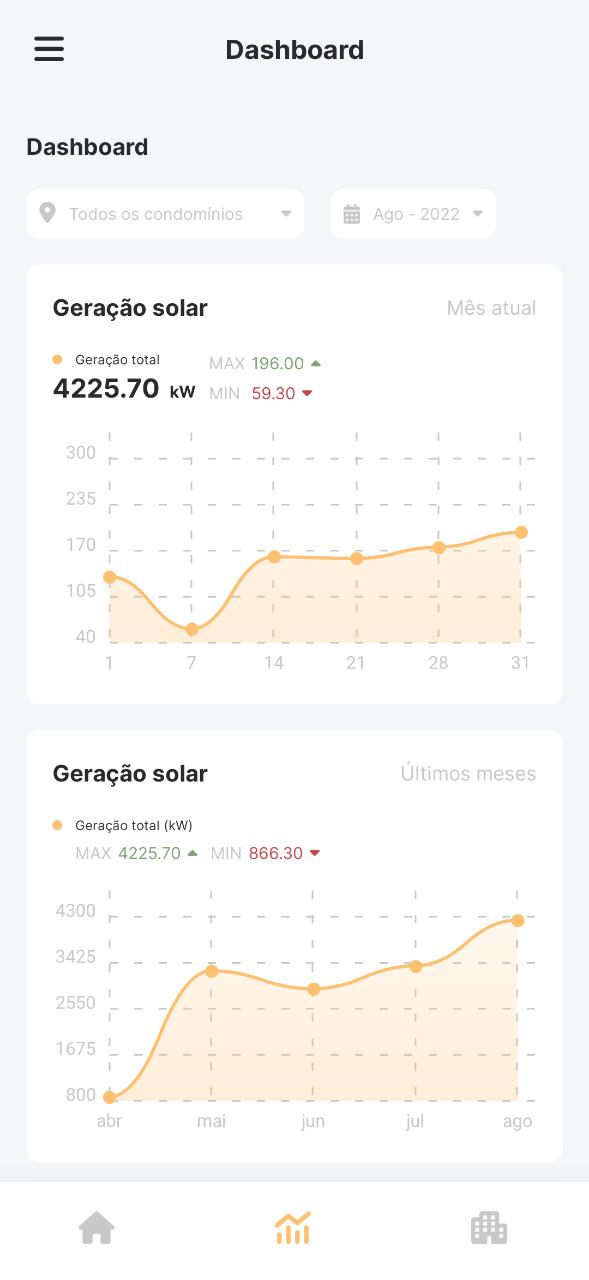 Dashboard
Dashboard
Todos os condomínios
Ago - 2022
Geração solar
Mês atual
Geração total
4225.70 kW
MAX 196.00
MIN 59.30
300
235
170
105
40
1 7 14 21 28 31
Geração solar
Últimos meses
Geração total (kW)
MAX 4225.70 MIN 866.30
4300
3425
2550
1675
800
abr mai jun jul ago